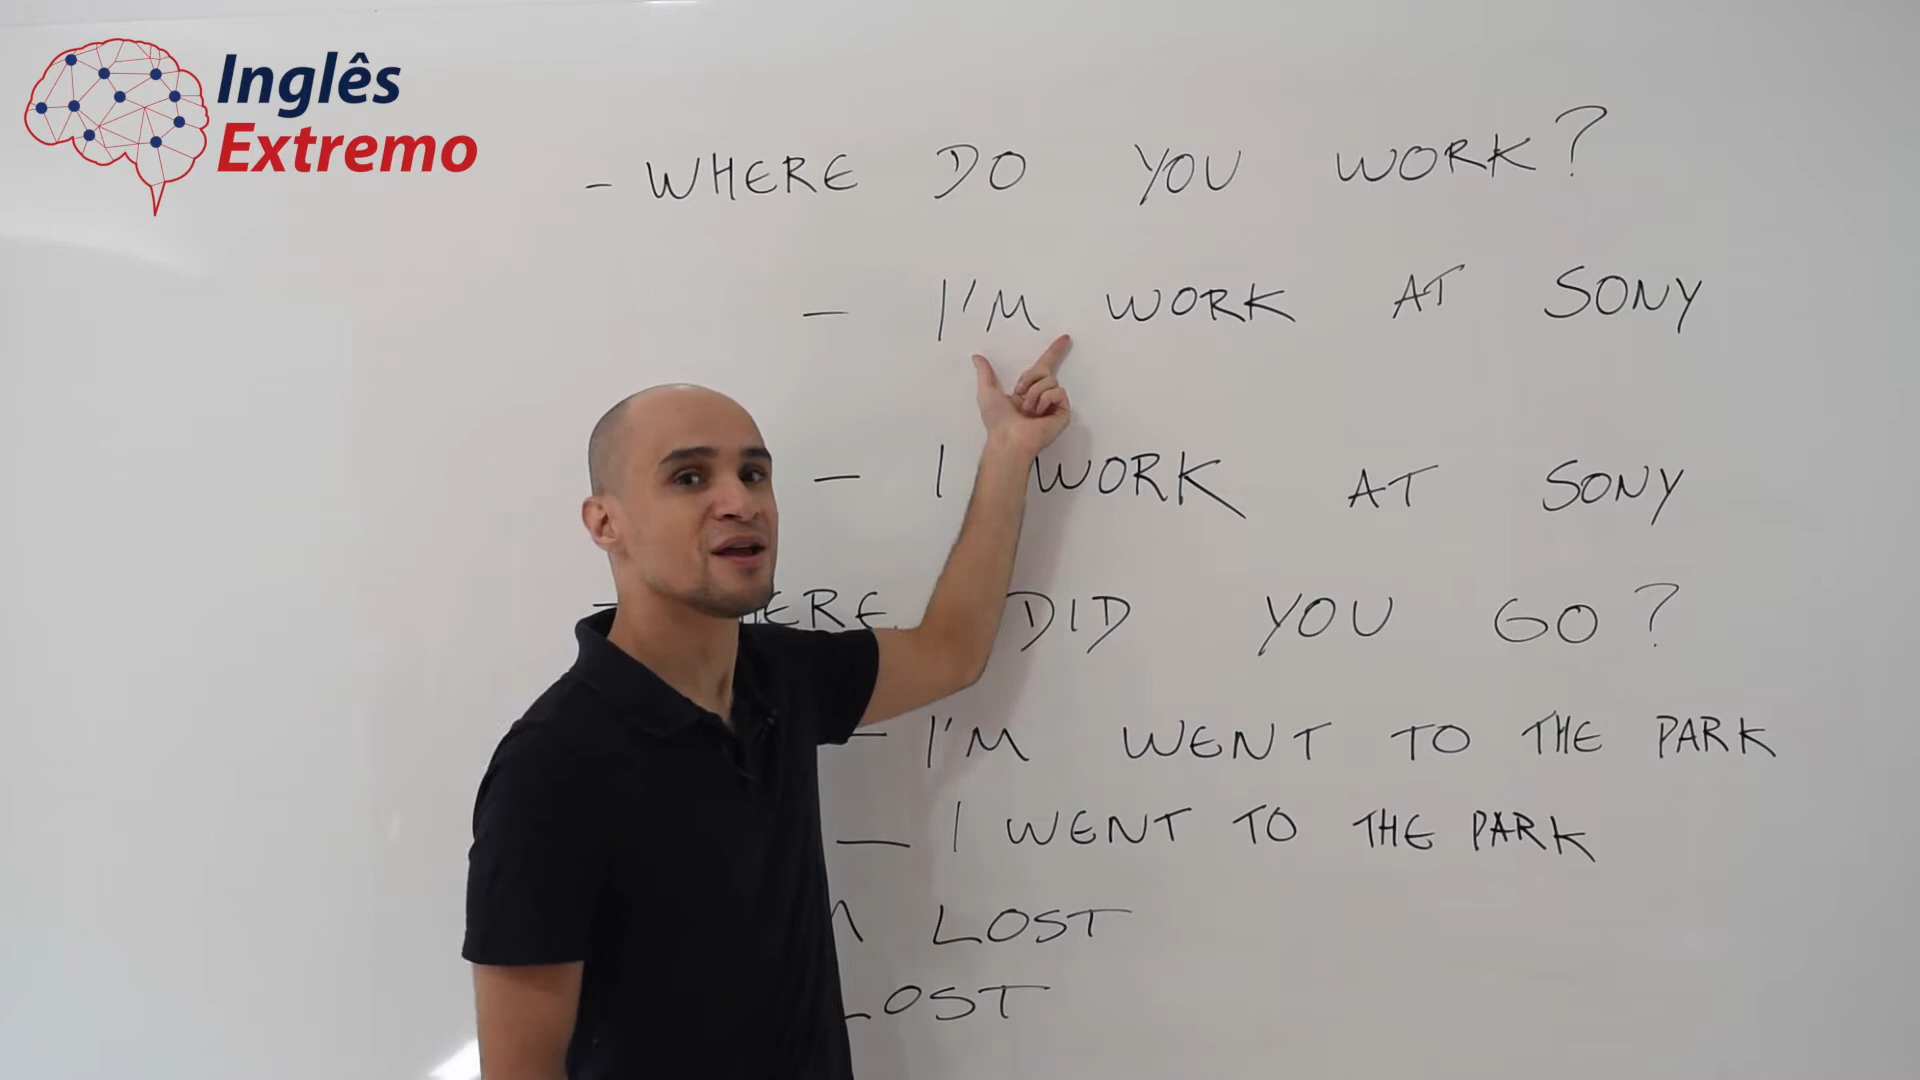 Inglês
Extremo
- WHERE DO YOU WORK?
- I'M WORK AT SONY
- I WORK AT SONY
- DID YOU GO?
- I'M WENT TO THE PARK
- I WENT TO THE PARK
LOST
LOST